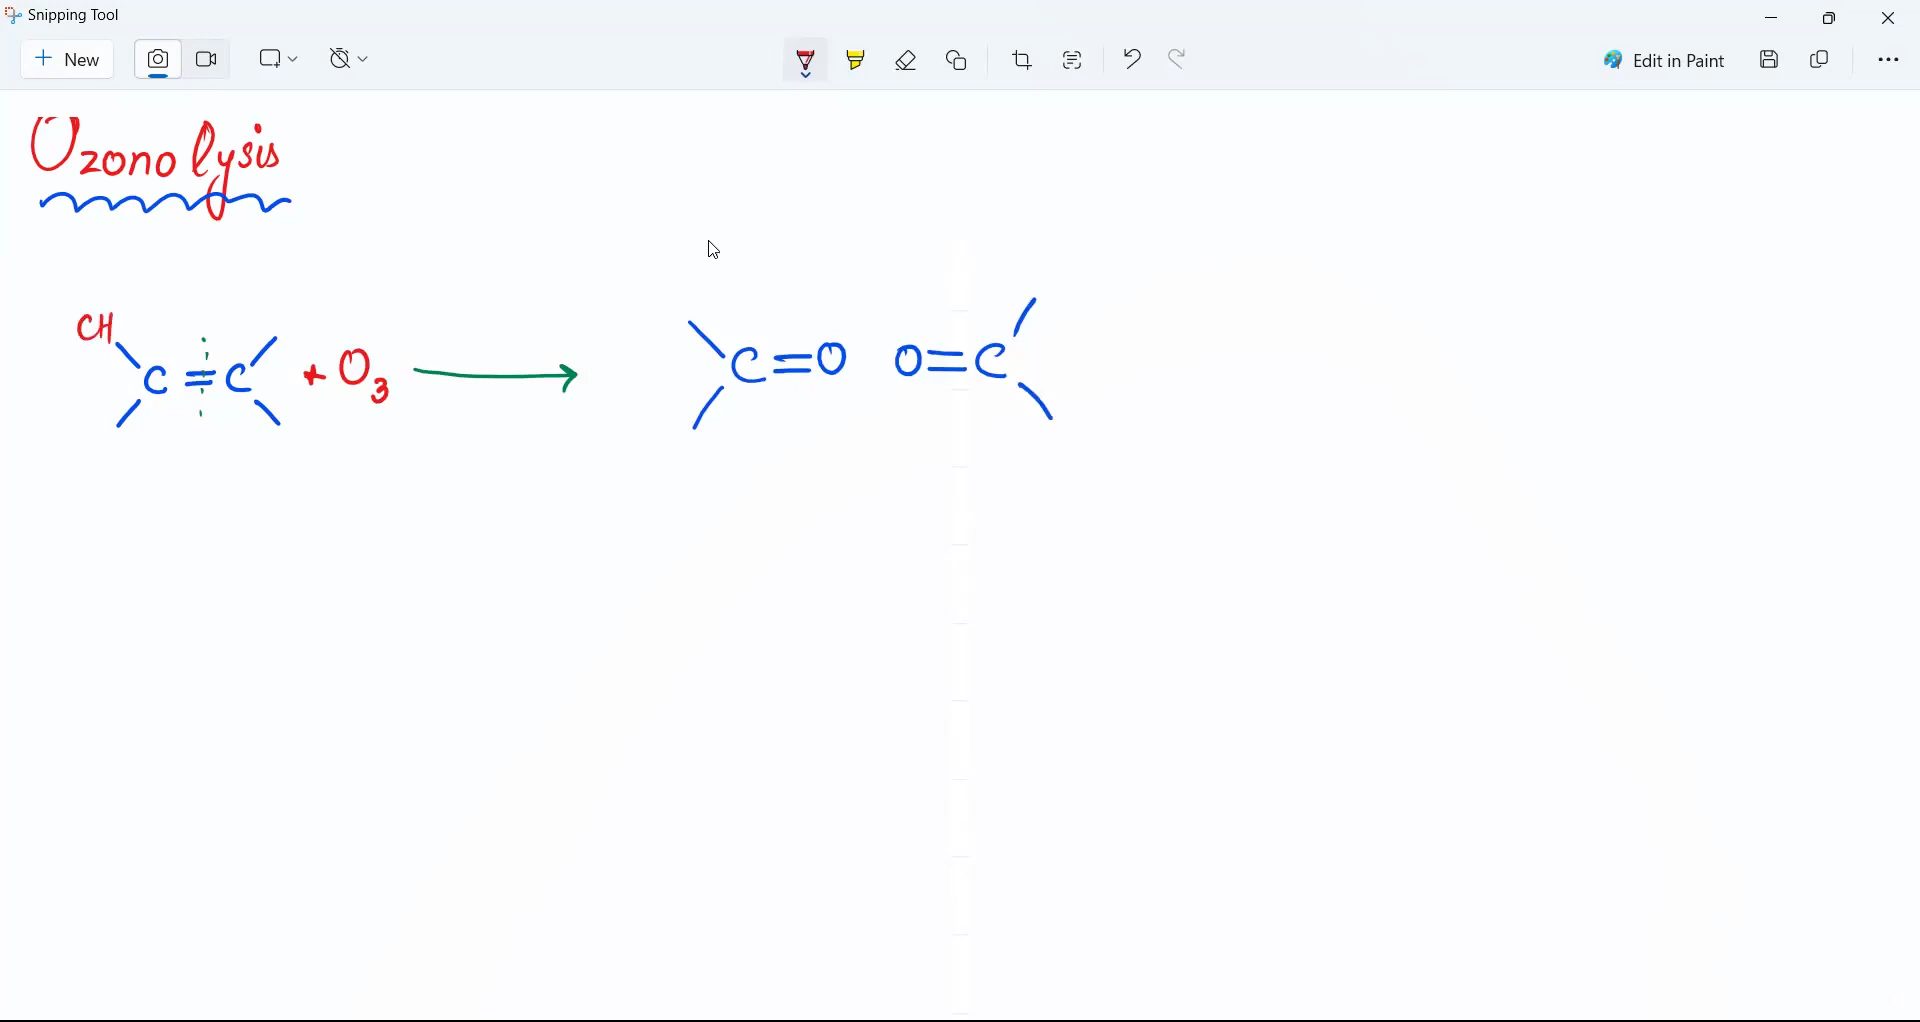 Snipping Tool
New
Edit in Paint
Ozonolysis
CH
C=C + O3 → C=O O=C